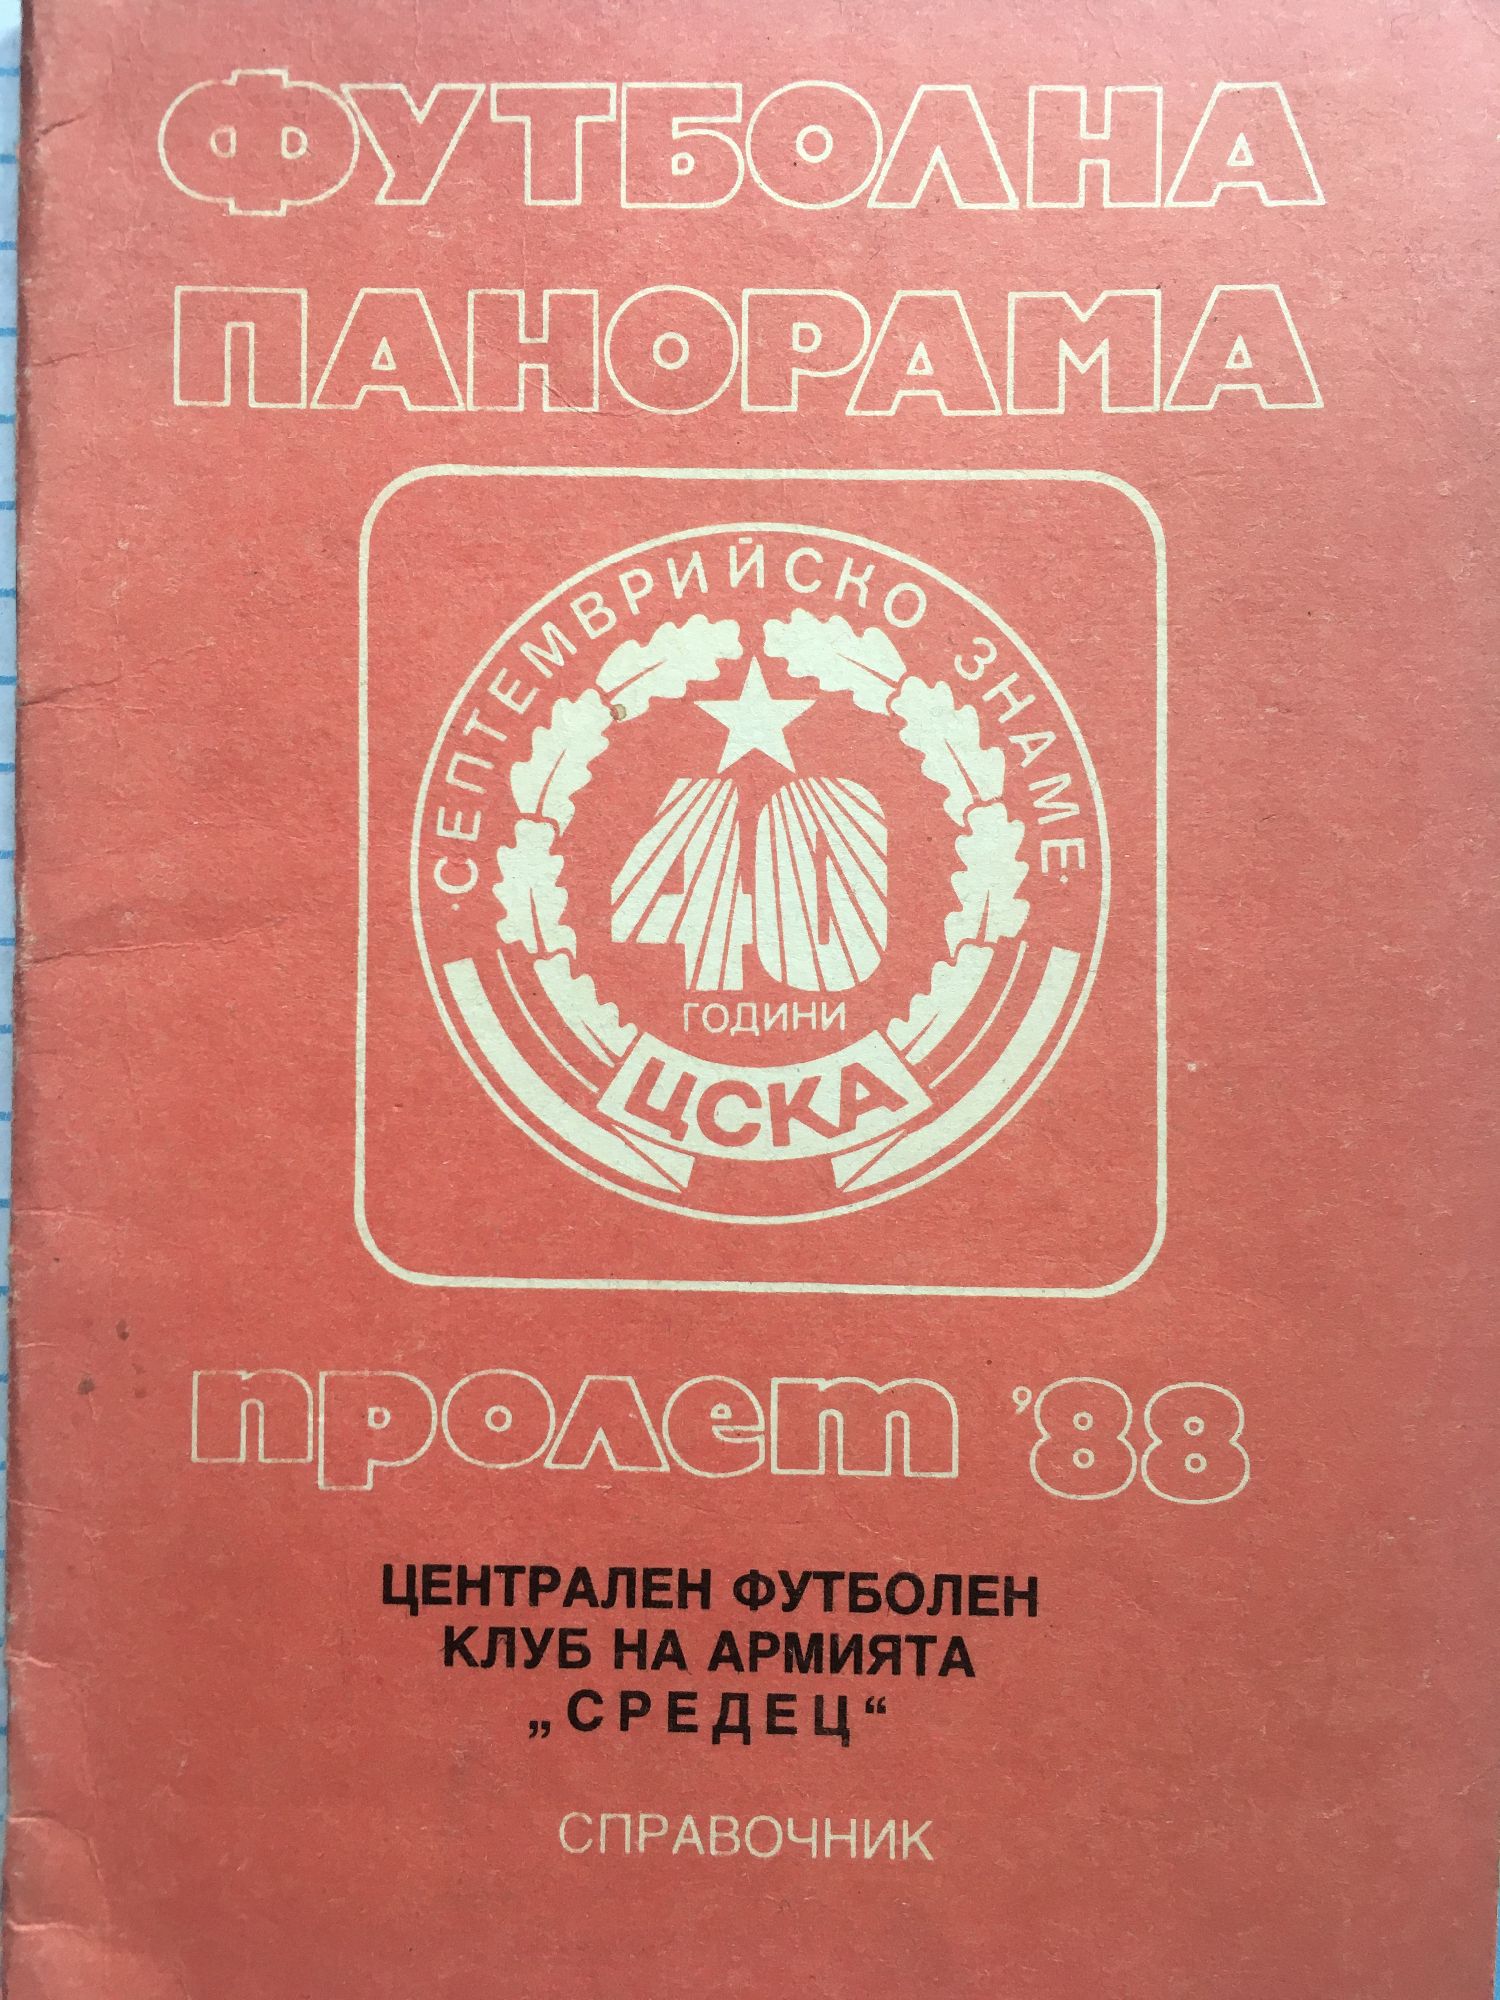 ФУТБОЛНА
ПАНОРАМА
·СЕПТЕМВРИЙСКО ЗНАМЕ·
40
ГОДИНИ
ЦСКА
пролет '88
ЦЕНТРАЛЕН ФУТБОЛЕН
КЛУБ НА АРМИЯТА
„СРЕДЕЦ“
СПРАВОЧНИК